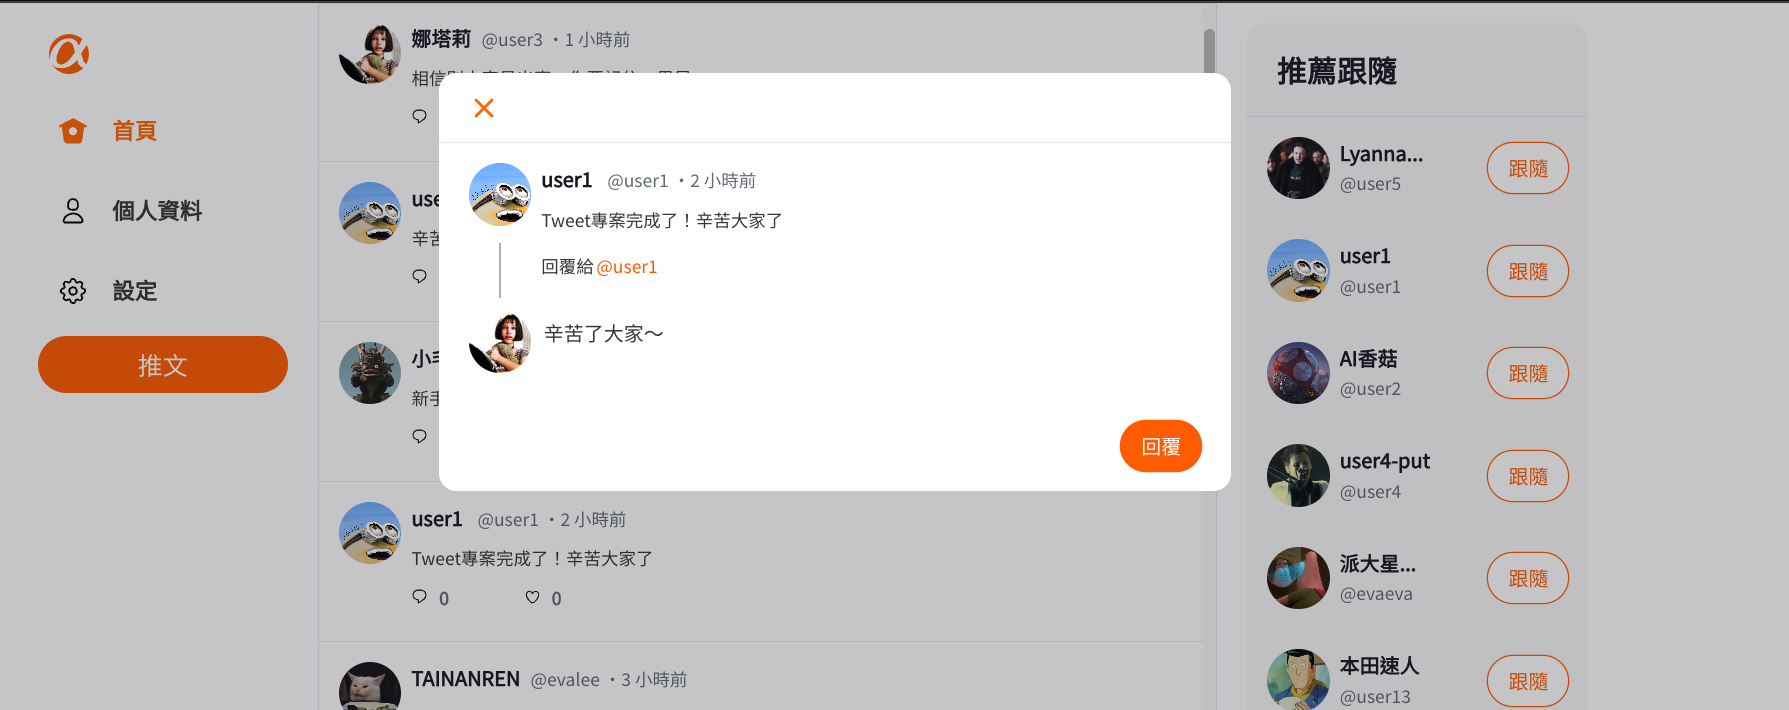 首頁
個人資料
設定
推文
娜塔莉 @user3 ・1 小時前
相信
use
辛苦
小
新手
user1 @user1 ・2 小時前
Tweet專案完成了！辛苦大家了
回覆給 @user1
辛苦了大家～
回覆
user1 @user1 ・2 小時前
Tweet專案完成了！辛苦大家了
0 0
TAINANREN @evalee ・3 小時前
推薦跟隨
Lyanna...
@user5
跟隨
user1
@user1
跟隨
AI香菇
@user2
跟隨
user4-put
@user4
跟隨
派大星...
@evaeva
跟隨
本田速人
@user13
跟隨